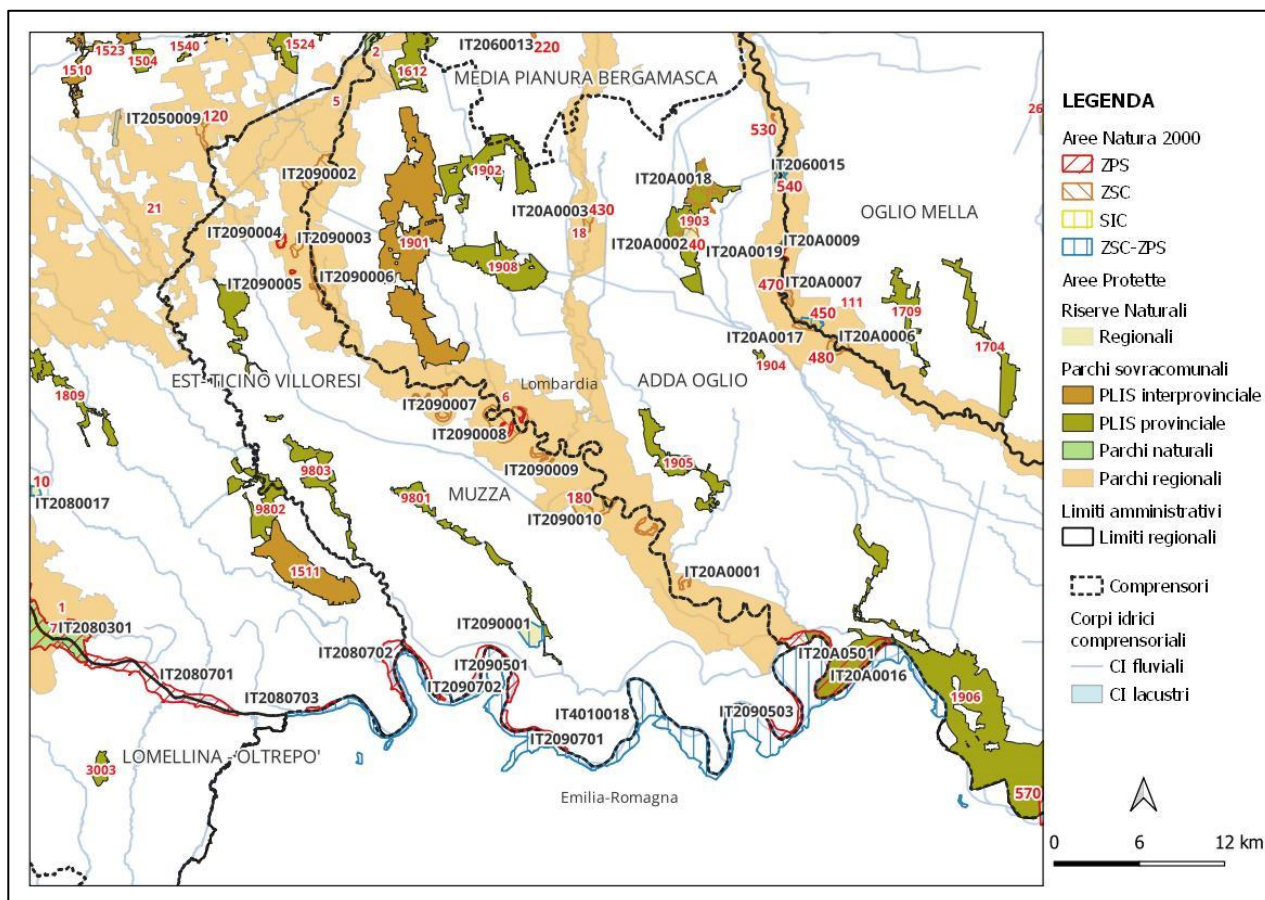 1523
1540
1524
2
IT2060013
220
1510
1504
1612
MEDIA PIANURA BERGAMASCA
5
26
IT2050009
120
530
1902
IT2060015
IT2090002
IT20A0018
540
21
IT20A0003
430
OGLIO MELLA
18
1903
IT2090004
IT2090003
1901
IT20A0002
40
IT20A0019
IT20A0009
1908
IT2090005
IT2090006
470
IT20A0007
450
111
1709
IT20A0017
IT20A0006
480
1704
1904
EST- TICINO VILLORESI
Lombardia
ADDA OGLIO
1809
6
IT2090007
IT2090008
9803
IT2090009
1905
10
IT2080017
9801
MUZZA
180
9802
IT2090010
1511
IT20A0001
1
7
IT2080301
IT2090001
IT2080702
IT2090501
IT20A0501
IT2080701
IT2090702
IT20A0016
IT2080703
1906
IT4010018
IT2090503
IT2090701
LOMELLINA - OLTREPO'
3003
Emilia-Romagna
570
LEGENDA
Aree Natura 2000
ZPS
ZSC
SIC
ZSC-ZPS
Aree Protette
Riserve Naturali
Regionali
Parchi sovracomunali
PLIS interprovinciale
PLIS provinciale
Parchi naturali
Parchi regionali
Limiti amministrativi
Limiti regionali
Comprensori
Corpi idrici
comprensoriali
CI fluviali
CI lacustri
0 6 12 km